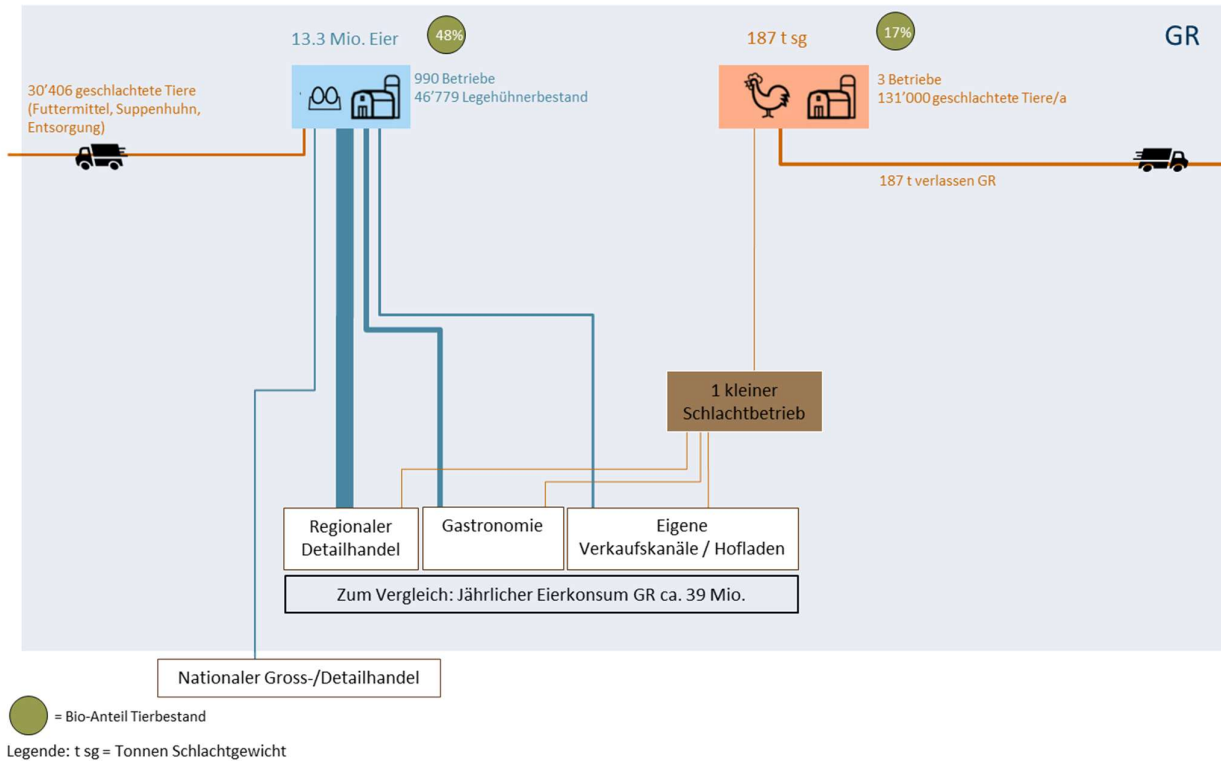 13.3 Mio. Eier
48%
187 t sg
17%
GR
30'406 geschlachtete Tiere
(Futtermittel, Suppenhuhn,
Entsorgung)
990 Betriebe
46'779 Legehühnerbestand
3 Betriebe
131'000 geschlachtete Tiere/a
187 t verlassen GR
1 kleiner
Schlachtbetrieb
Regionaler
Detailhandel
Gastronomie
Eigene
Verkaufskanäle / Hofladen
Zum Vergleich: Jährlicher Eierkonsum GR ca. 39 Mio.
Nationaler Gross-/Detailhandel
= Bio-Anteil Tierbestand
Legende: t sg = Tonnen Schlachtgewicht